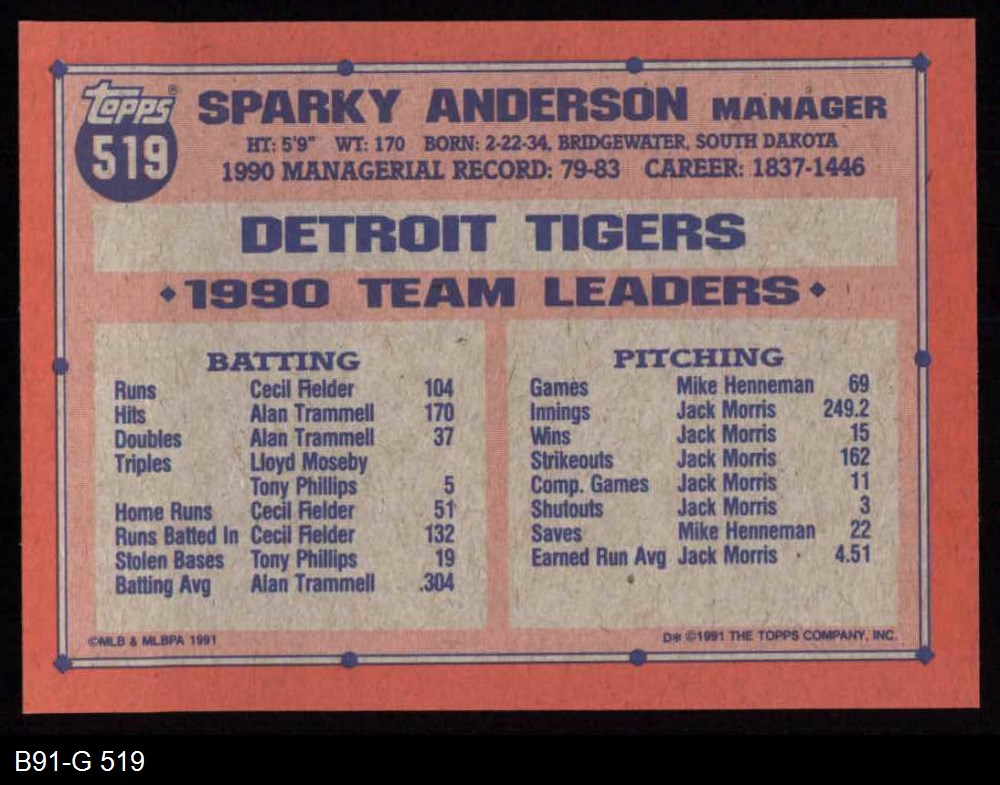 Topps®
519
SPARKY ANDERSON MANAGER
HT: 5'9" WT: 170 BORN: 2-22-34, BRIDGEWATER, SOUTH DAKOTA
1990 MANAGERIAL RECORD: 79-83 CAREER: 1837-1446
DETROIT TIGERS
◆1990 TEAM LEADERS◆
BATTING
Runs Cecil Fielder 104
Hits Alan Trammell 170
Doubles Alan Trammell 37
Triples Lloyd Moseby
Tony Phillips 5
Home Runs Cecil Fielder 51
Runs Batted In Cecil Fielder 132
Stolen Bases Tony Phillips 19
Batting Avg Alan Trammell .304
PITCHING
Games Mike Henneman 69
Innings Jack Morris 249.2
Wins Jack Morris 15
Strikeouts Jack Morris 162
Comp. Games Jack Morris 11
Shutouts Jack Morris 3
Saves Mike Henneman 22
Earned Run Avg Jack Morris 4.51
©MLB & MLBPA 1991
D* ©1991 THE TOPPS COMPANY, INC.
B91-G 519